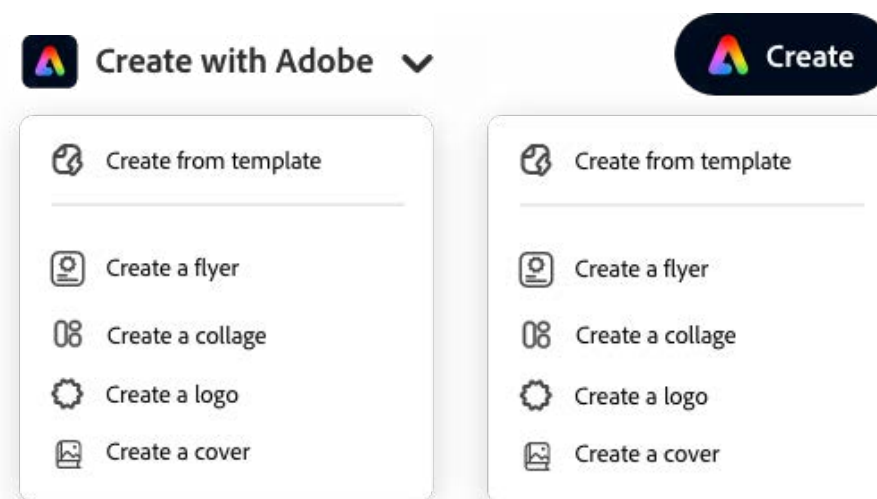 Create with Adobe
Create from template
Create a flyer
Create a collage
Create a logo
Create a cover
Create
Create from template
Create a flyer
Create a collage
Create a logo
Create a cover